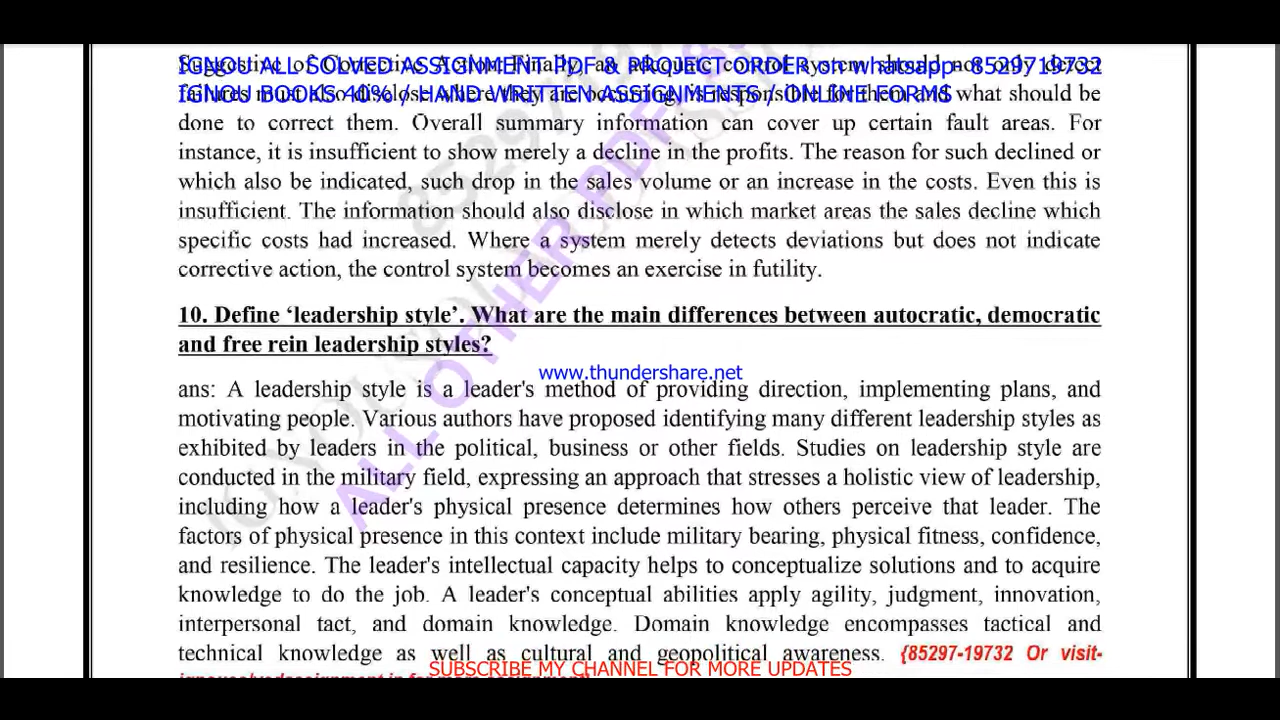 IGNOU ALL SOLVED ASSIGNMENT PDF & PROJECT ORDER on whatsapp- 8529719732
IGNOUS BOOKS 40% / HAND WRITTEN ASSIGNMENTS / ONLINE FORMS what should be
done to correct them. Overall summary information can cover up certain fault areas. For
instance, it is insufficient to show merely a decline in the profits. The reason for such declined or
which also be indicated, such drop in the sales volume or an increase in the costs. Even this is
insufficient. The information should also disclose in which market areas the sales decline which
specific costs had increased. Where a system merely detects deviations but does not indicate
corrective action, the control system becomes an exercise in futility.
10. Define ‘leadership style’. What are the main differences between autocratic, democratic
and free rein leadership styles?
www.thundershare.net
ans: A leadership style is a leader's method of providing direction, implementing plans, and
motivating people. Various authors have proposed identifying many different leadership styles as
exhibited by leaders in the political, business or other fields. Studies on leadership style are
conducted in the military field, expressing an approach that stresses a holistic view of leadership,
including how a leader's physical presence determines how others perceive that leader. The
factors of physical presence in this context include military bearing, physical fitness, confidence,
and resilience. The leader's intellectual capacity helps to conceptualize solutions and to acquire
knowledge to do the job. A leader's conceptual abilities apply agility, judgment, innovation,
interpersonal tact, and domain knowledge. Domain knowledge encompasses tactical and
technical knowledge as well as cultural and geopolitical awareness. {85297-19732 Or visit-
SUBSCRIBE MY CHANNEL FOR MORE UPDATES